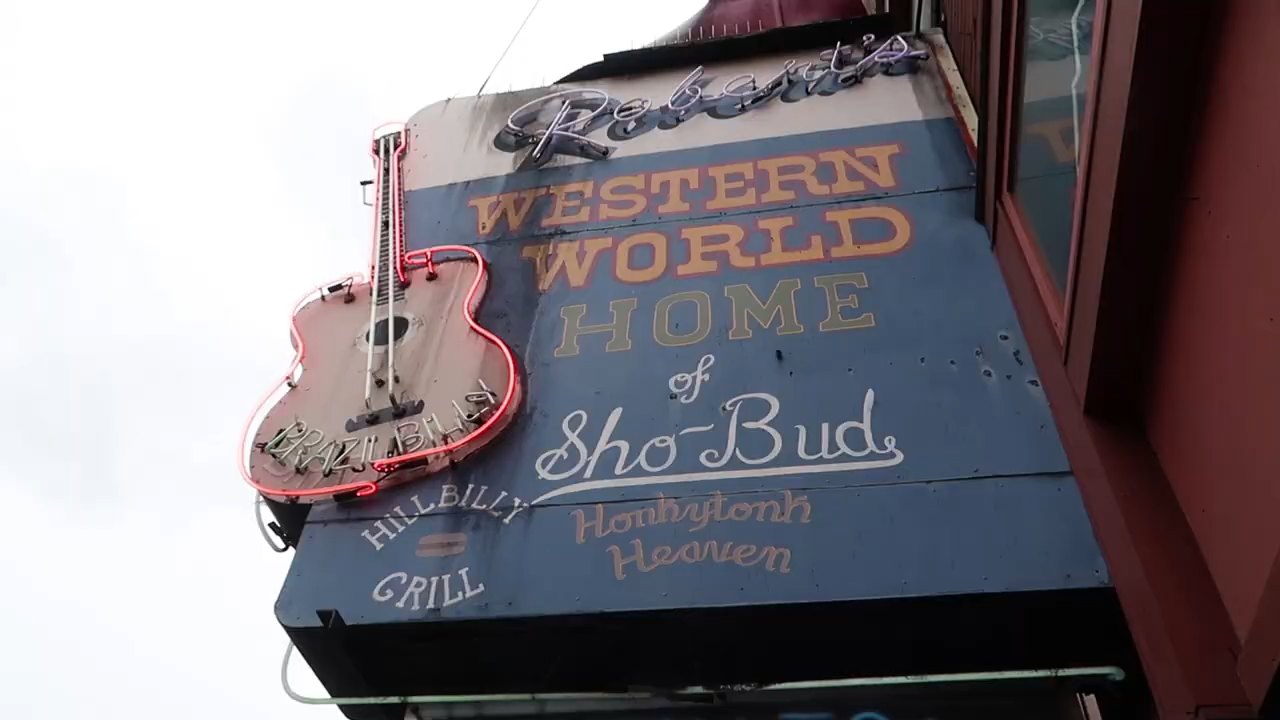 Robert's
WESTERN
WORLD
HOME
of
Sho-Bud
Honkytonk
Heaven
BRAZILBILLY
HILLBILLY
GRILL